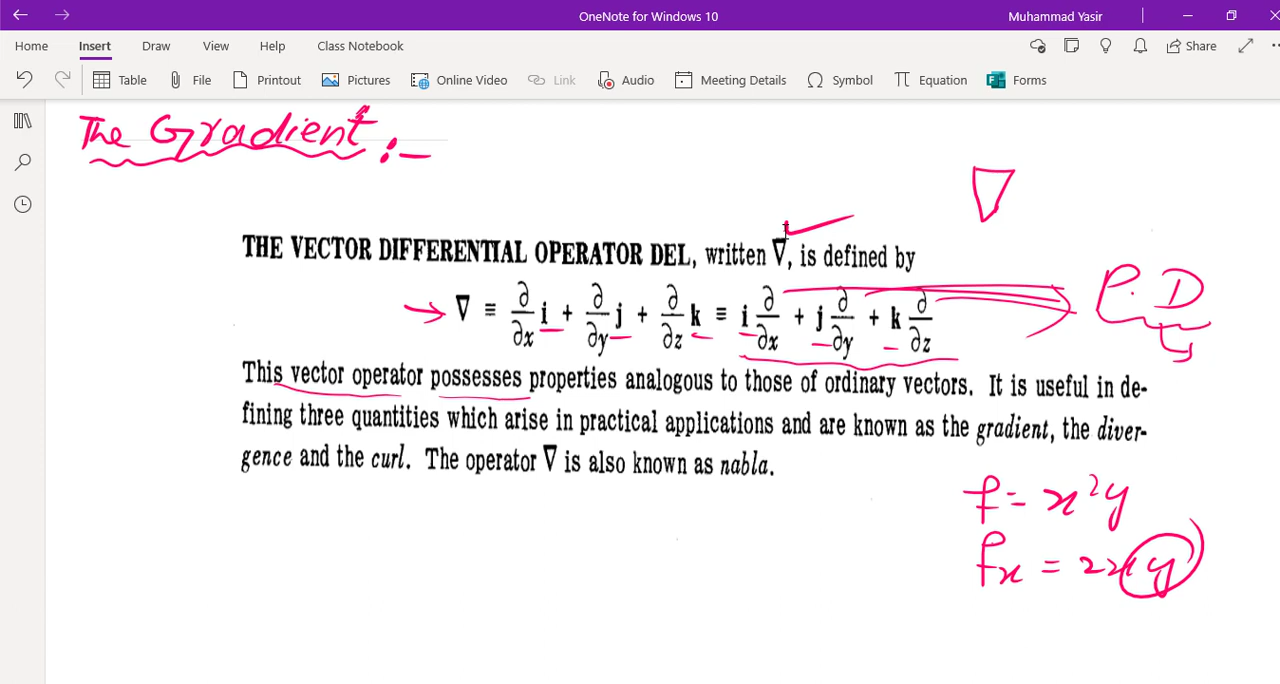 OneNote for Windows 10
Muhammad Yasir
Home Insert Draw View Help Class Notebook
Share
Table File Printout Pictures Online Video Link Audio Meeting Details Symbol Equation Forms
The Gradient :-
∇
THE VECTOR DIFFERENTIAL OPERATOR DEL, written ∇, is defined by
P.D
∇ ≡ ∂/∂x i + ∂/∂y j + ∂/∂z k ≡ i ∂/∂x + j ∂/∂y + k ∂/∂z
This vector operator possesses properties analogous to those of ordinary vectors. It is useful in de-
fining three quantities which arise in practical applications and are known as the gradient, the diver-
gence and the curl. The operator ∇ is also known as nabla.
f = x²y
fx = 2xy